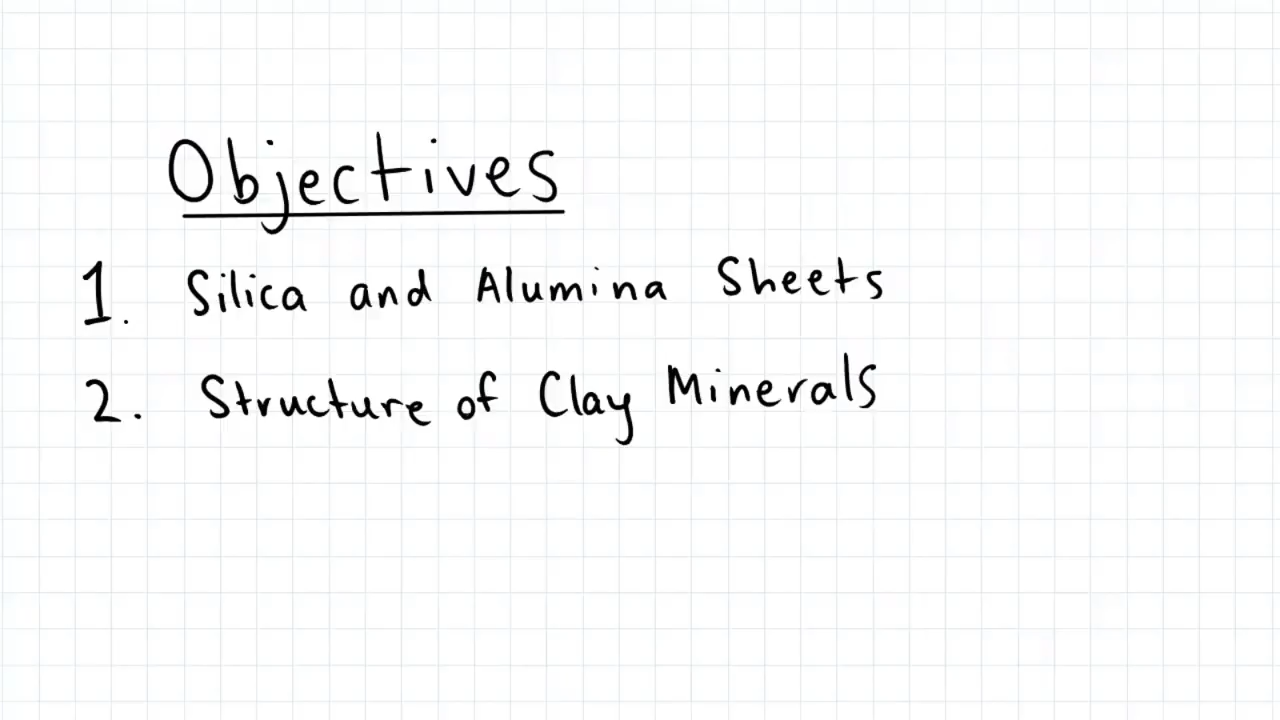 Objectives
1. Silica and Alumina Sheets
2. Structure of Clay Minerals